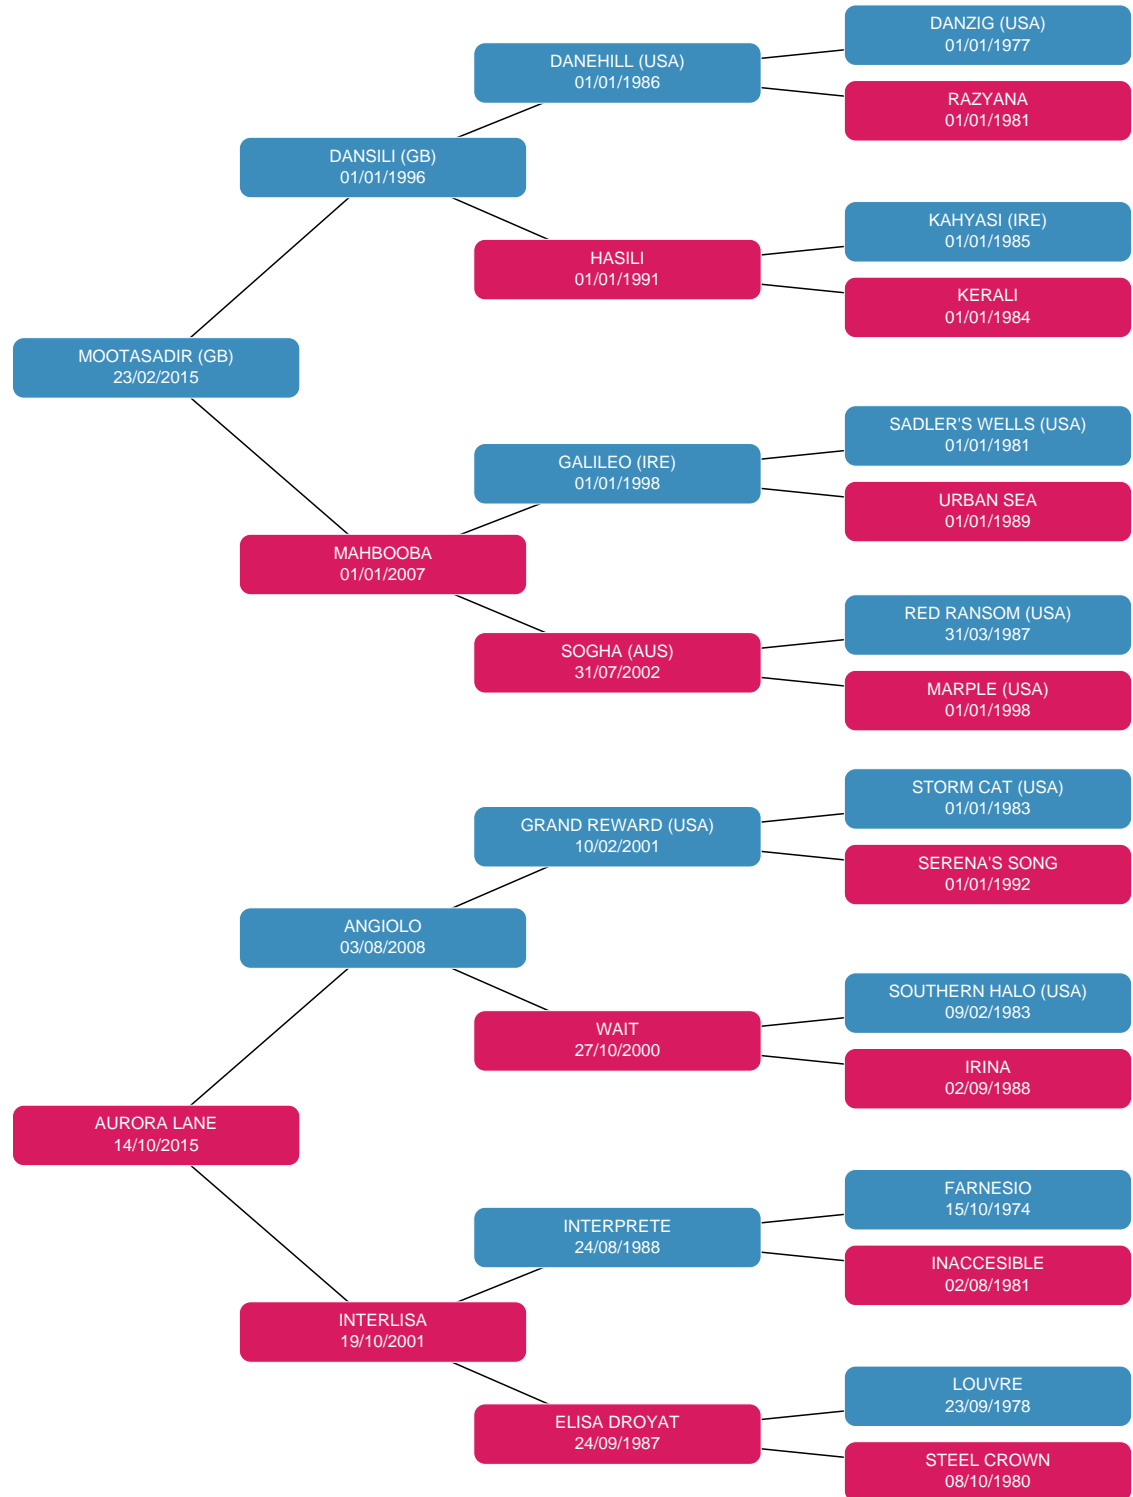 DANZIG (USA)
01/01/1977
DANEHILL (USA)
01/01/1986
RAZYANA
01/01/1981
DANSILI (GB)
01/01/1996
KAHYASI (IRE)
01/01/1985
HASILI
01/01/1991
KERALI
01/01/1984
MOOTASADIR (GB)
23/02/2015
SADLER'S WELLS (USA)
01/01/1981
GALILEO (IRE)
01/01/1998
URBAN SEA
01/01/1989
MAHBOOBA
01/01/2007
RED RANSOM (USA)
31/03/1987
SOGHA (AUS)
31/07/2002
MARPLE (USA)
01/01/1998
STORM CAT (USA)
01/01/1983
GRAND REWARD (USA)
10/02/2001
SERENA'S SONG
01/01/1992
ANGIOLO
03/08/2008
SOUTHERN HALO (USA)
09/02/1983
WAIT
27/10/2000
IRINA
02/09/1988
AURORA LANE
14/10/2015
FARNESIO
15/10/1974
INTERPRETE
24/08/1988
INACCESIBLE
02/08/1981
INTERLISA
19/10/2001
LOUVRE
23/09/1978
ELISA DROYAT
24/09/1987
STEEL CROWN
08/10/1980